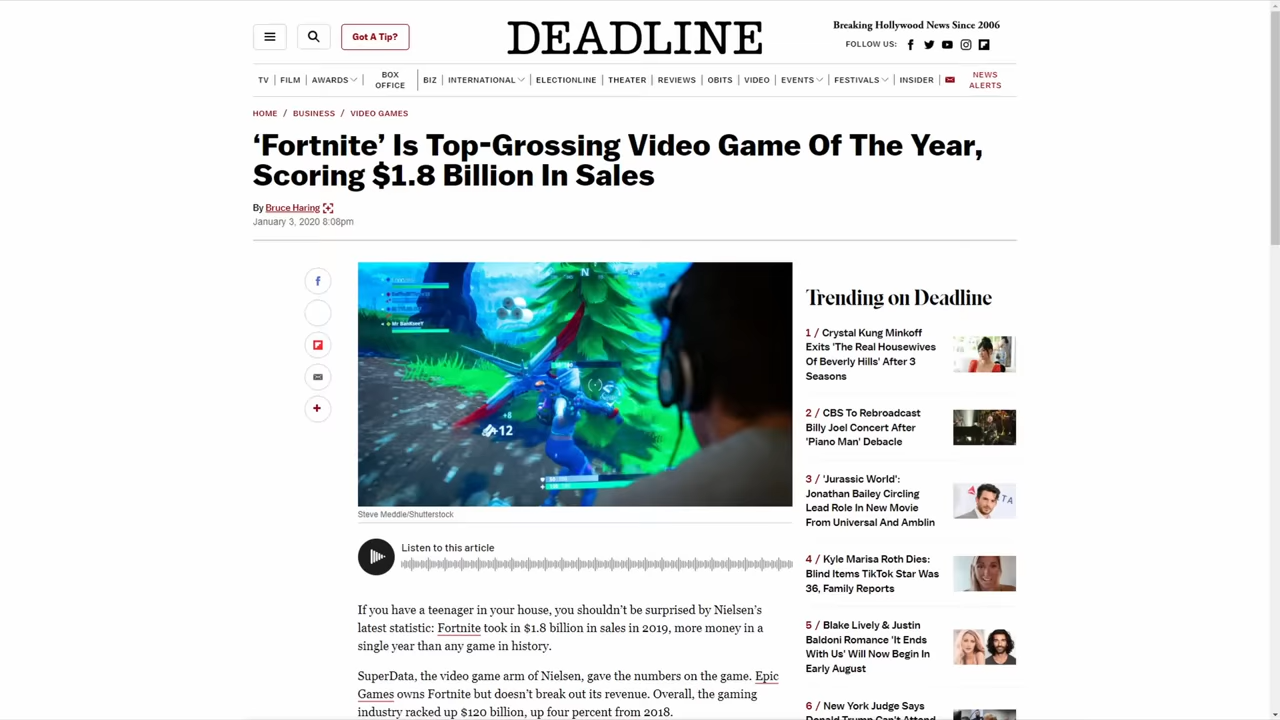 Got A Tip?
DEADLINE
Breaking Hollywood News Since 2006
FOLLOW US:
TV
FILM
AWARDS
BOX
OFFICE
BIZ
INTERNATIONAL
ELECTIONLINE
THEATER
REVIEWS
OBITS
VIDEO
EVENTS
FESTIVALS
INSIDER
NEWS
ALERTS
HOME / BUSINESS / VIDEO GAMES
‘Fortnite’ Is Top-Grossing Video Game Of The Year,
Scoring $1.8 Billion In Sales
By Bruce Haring
January 3, 2020 8:08pm
N
+8
+12
Steve Meddle/Shutterstock
Listen to this article
If you have a teenager in your house, you shouldn’t be surprised by Nielsen’s
latest statistic: Fortnite took in $1.8 billion in sales in 2019, more money in a
single year than any game in history.
SuperData, the video game arm of Nielsen, gave the numbers on the game. Epic
Games owns Fortnite but doesn’t break out its revenue. Overall, the gaming
industry racked up $120 billion, up four percent from 2018.
Trending on Deadline
1 / Crystal Kung Minkoff
Exits 'The Real Housewives
Of Beverly Hills' After 3
Seasons
2 / CBS To Rebroadcast
Billy Joel Concert After
'Piano Man' Debacle
3 / 'Jurassic World':
Jonathan Bailey Circling
Lead Role In New Movie
From Universal And Amblin
4 / Kyle Marisa Roth Dies:
Blind Items TikTok Star Was
36, Family Reports
5 / Blake Lively & Justin
Baldoni Romance 'It Ends
With Us' Will Now Begin In
Early August
6 / New York Judge Says
Donald Trump Can't Attend